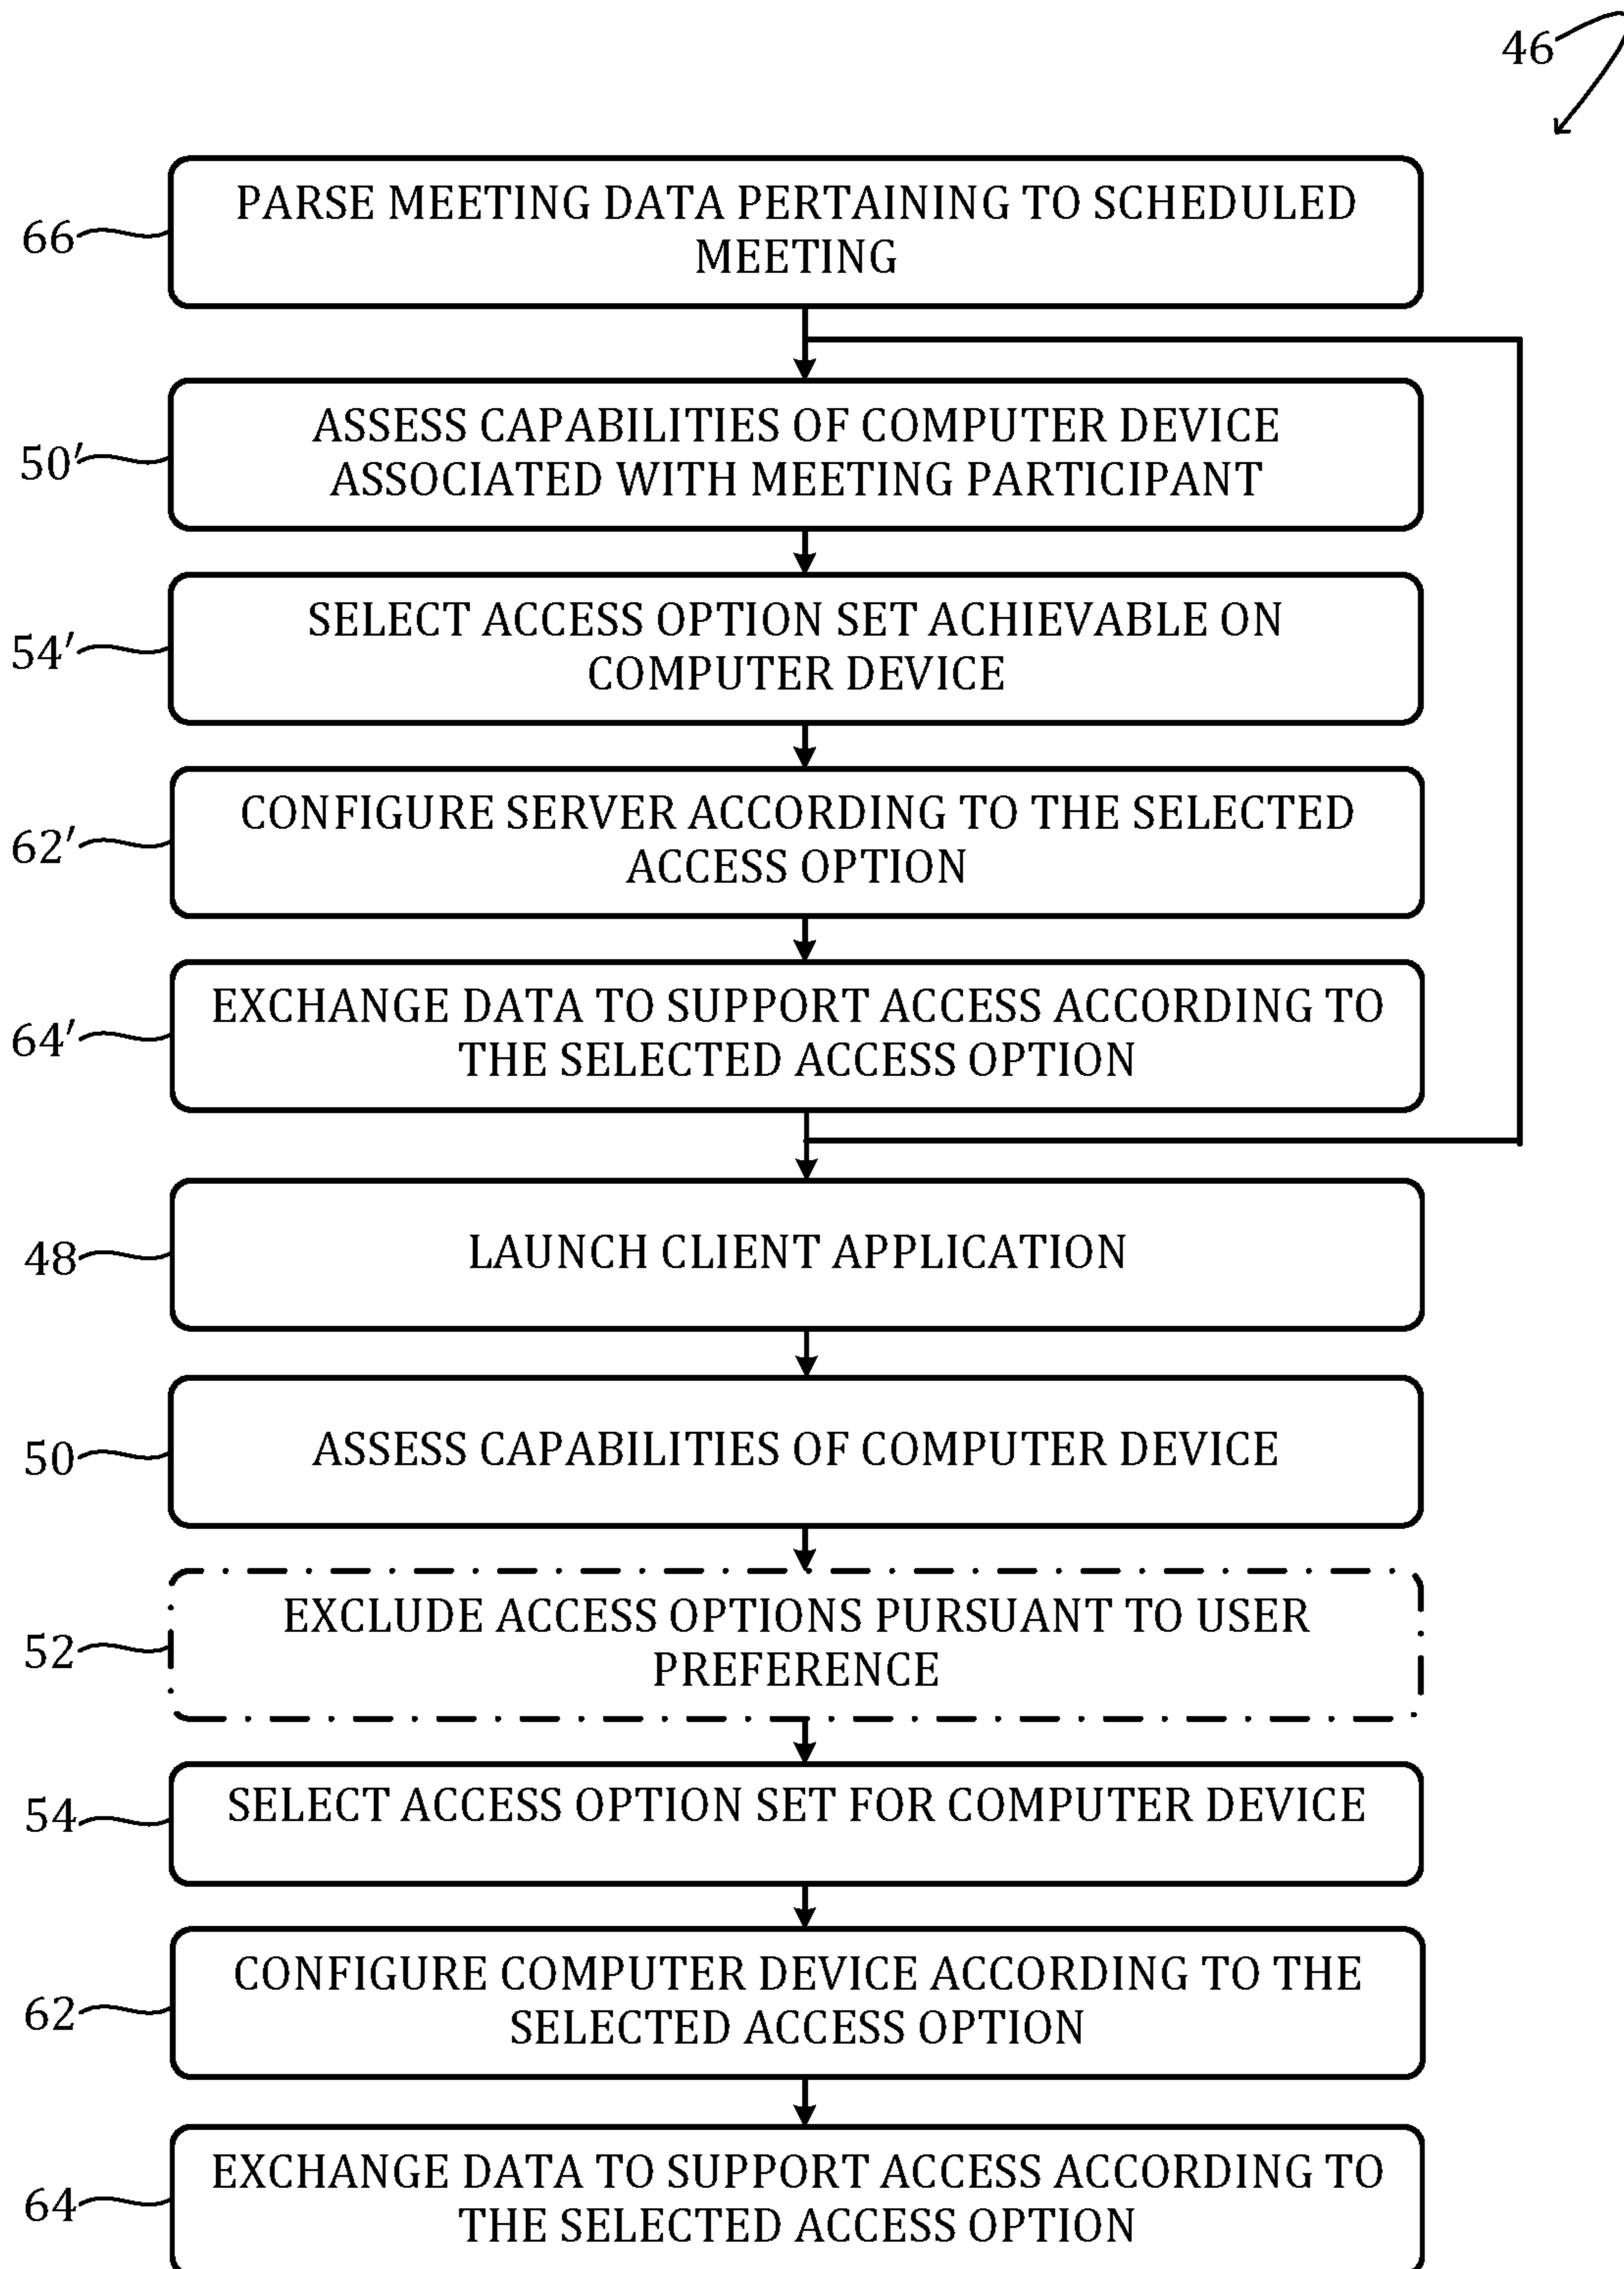 46
66
PARSE MEETING DATA PERTAINING TO SCHEDULED
MEETING
50′
ASSESS CAPABILITIES OF COMPUTER DEVICE
ASSOCIATED WITH MEETING PARTICIPANT
54′
SELECT ACCESS OPTION SET ACHIEVABLE ON
COMPUTER DEVICE
62′
CONFIGURE SERVER ACCORDING TO THE SELECTED
ACCESS OPTION
64′
EXCHANGE DATA TO SUPPORT ACCESS ACCORDING TO
THE SELECTED ACCESS OPTION
48
LAUNCH CLIENT APPLICATION
50
ASSESS CAPABILITIES OF COMPUTER DEVICE
52
EXCLUDE ACCESS OPTIONS PURSUANT TO USER
PREFERENCE
54
SELECT ACCESS OPTION SET FOR COMPUTER DEVICE
62
CONFIGURE COMPUTER DEVICE ACCORDING TO THE
SELECTED ACCESS OPTION
64
EXCHANGE DATA TO SUPPORT ACCESS ACCORDING TO
THE SELECTED ACCESS OPTION